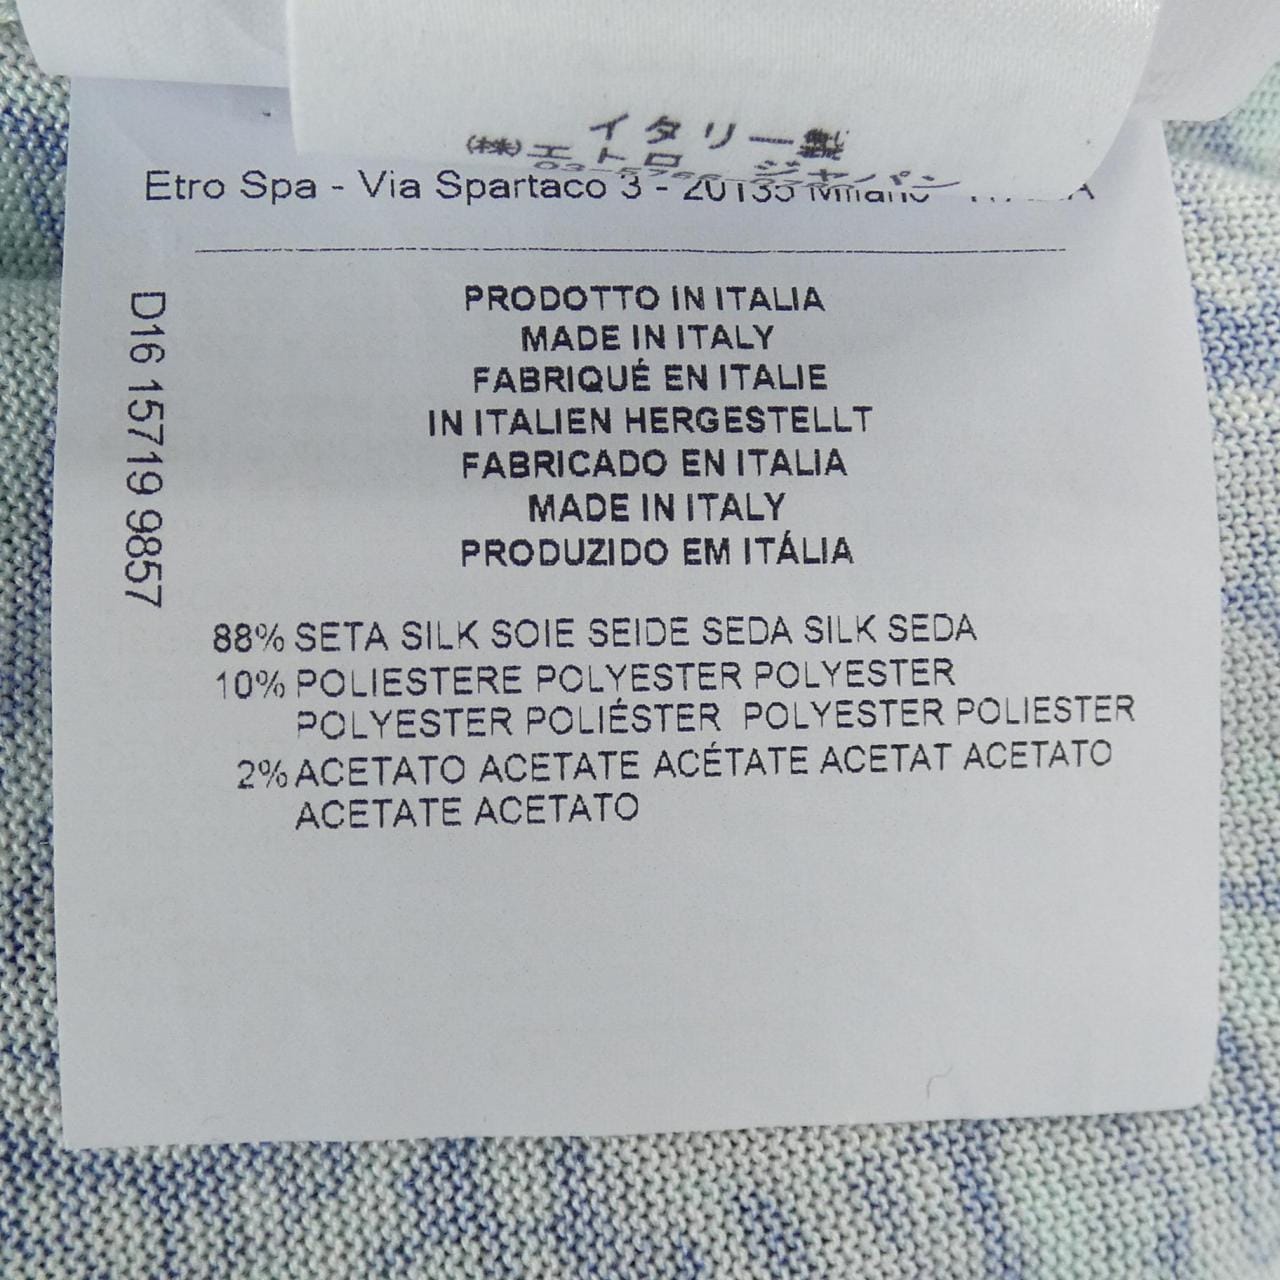 イタリー製
(株)エトロ ジャパン
Etro Spa - Via Spartaco 3 - 20135 Milano
PRODOTTO IN ITALIA
MADE IN ITALY
FABRIQUÉ EN ITALIE
IN ITALIEN HERGESTELLT
FABRICADO EN ITALIA
MADE IN ITALY
PRODUZIDO EM ITÁLIA
D16 15719 9857
88% SETA SILK SOIE SEIDE SEDA SILK SEDA
10% POLIESTERE POLYESTER POLYESTER
POLYESTER POLIÉSTER POLYESTER POLIESTER
2% ACETATO ACETATE ACÉTATE ACETAT ACETATO
ACETATE ACETATO